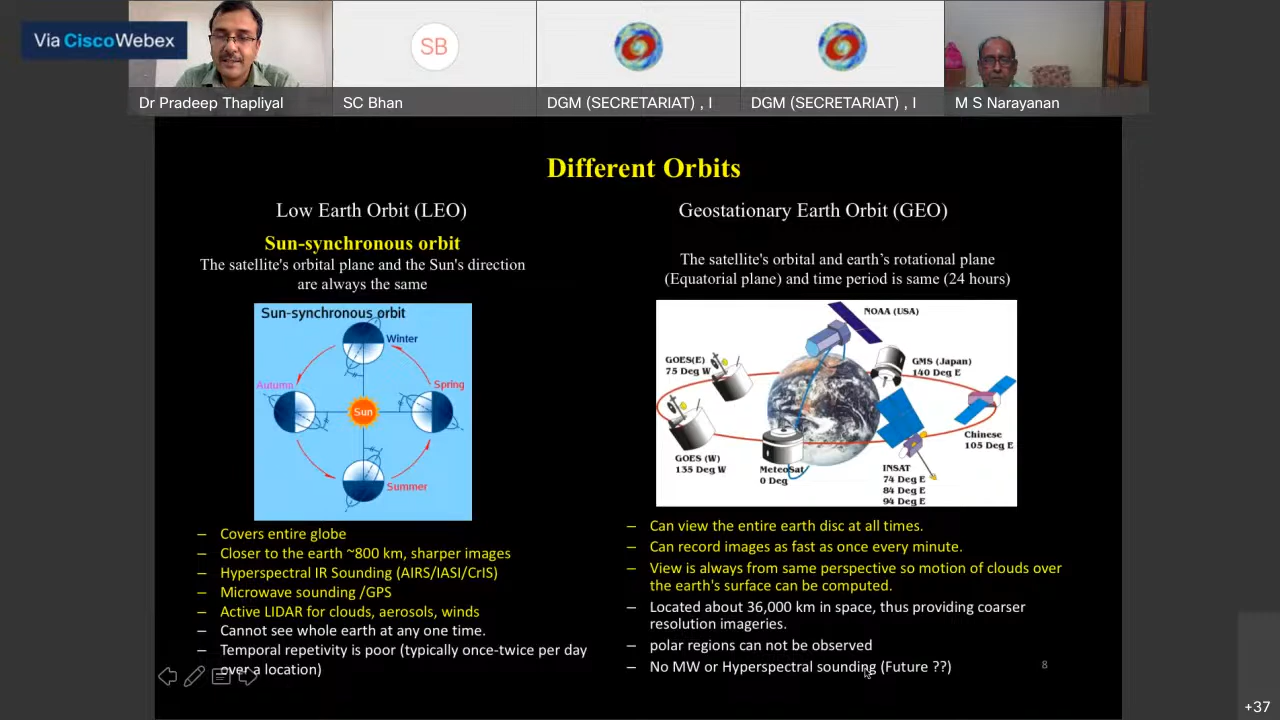 Via CiscoWebex
SB
Dr Pradeep Thapliyal
SC Bhan
DGM (SECRETARIAT) , I
DGM (SECRETARIAT) , I
M S Narayanan
Different Orbits
Low Earth Orbit (LEO)
Sun-synchronous orbit
The satellite's orbital plane and the Sun's direction
are always the same
Sun-synchronous orbit
Winter
Autumn
Spring
Sun
Summer
– Covers entire globe
– Closer to the earth ~800 km, sharper images
– Hyperspectral IR Sounding (AIRS/IASI/CrIS)
– Microwave sounding /GPS
– Active LIDAR for clouds, aerosols, winds
– Cannot see whole earth at any one time.
– Temporal repetivity is poor (typically once-twice per day
over a location)
Geostationary Earth Orbit (GEO)
The satellite's orbital and earth's rotational plane
(Equatorial plane) and time period is same (24 hours)
NOAA (USA)
GOES(E)
75 Deg W
GMS (Japan)
140 Deg E
Chinese
105 Deg E
GOES (W)
135 Deg W
MeteoSat
0 Deg
INSAT
74 Deg E
84 Deg E
94 Deg E
– Can view the entire earth disc at all times.
– Can record images as fast as once every minute.
– View is always from same perspective so motion of clouds over
the earth's surface can be computed.
– Located about 36,000 km in space, thus providing coarser
resolution imageries.
– polar regions can not be observed
– No MW or Hyperspectral sounding (Future ??)
8
+37